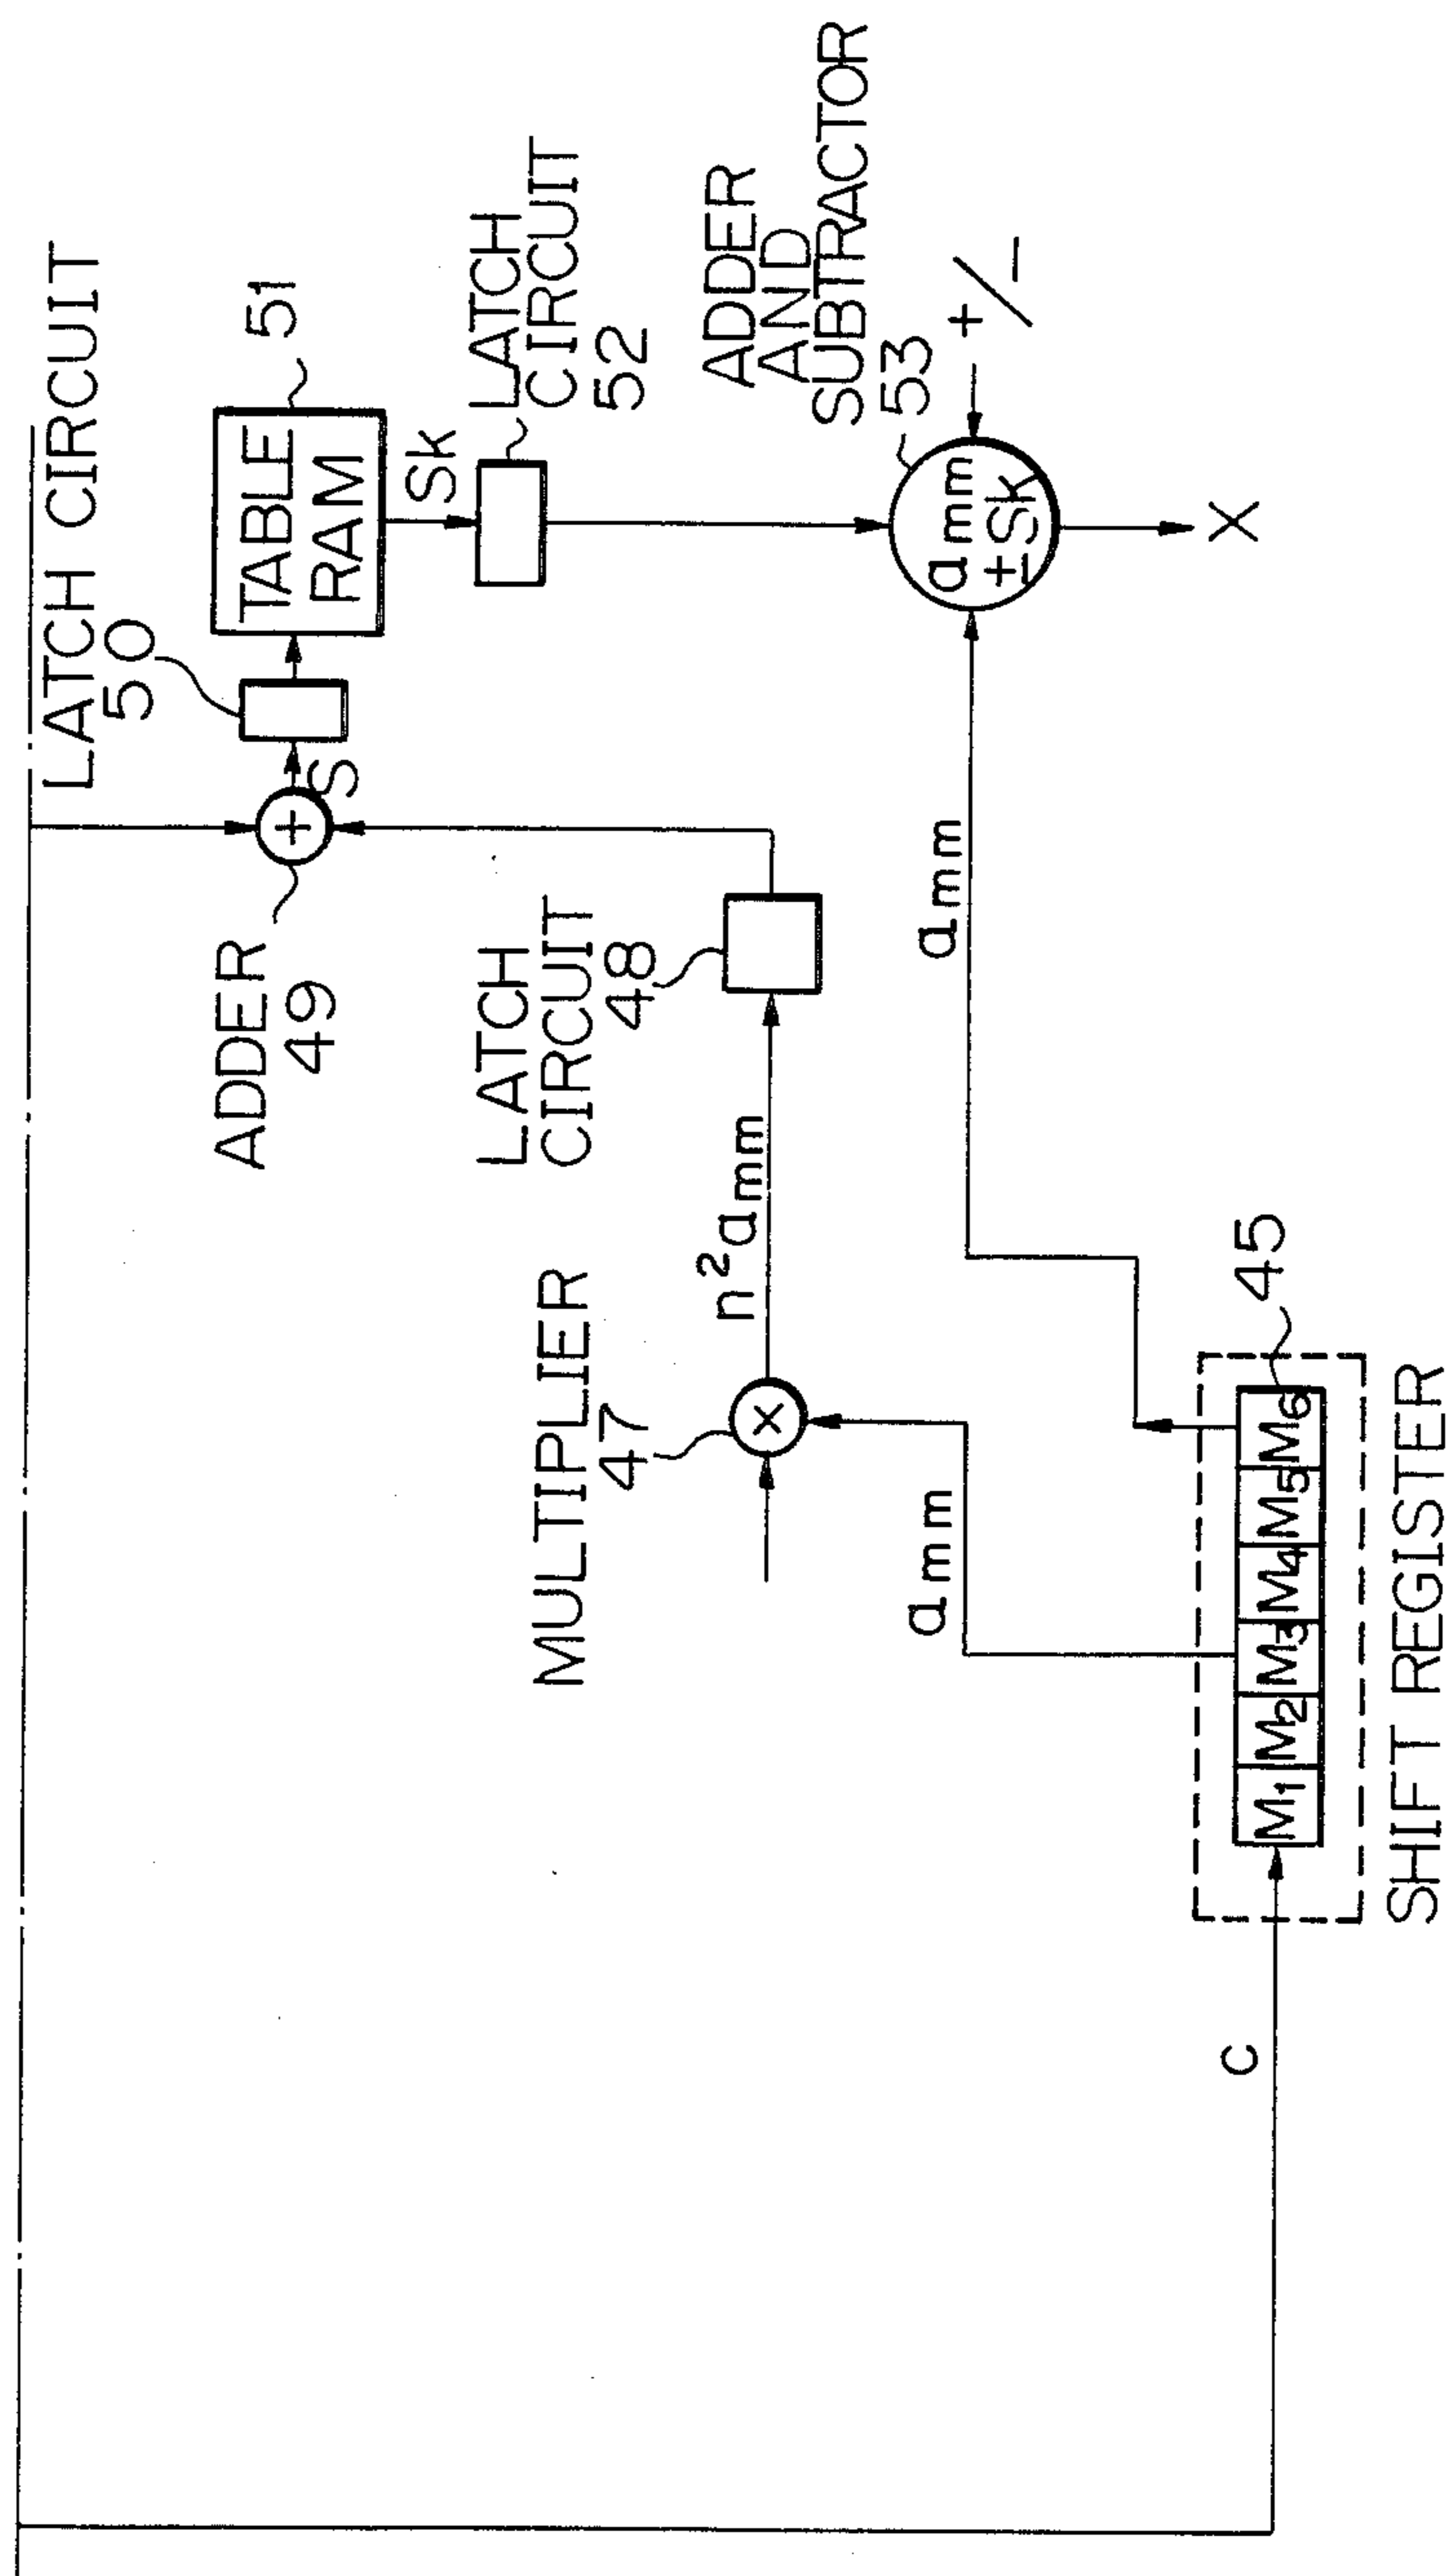 LATCH CIRCUIT
50
51
TABLE
RAM
S
ADDER
49
Sk
LATCH
CIRCUIT
52
LATCH
CIRCUIT
48
MULTIPLIER
47
×
+
n²amm
ADDER
AND
SUBTRACTOR
53
+/−
amm
±Sk
X
amm
amm
45
C
M1 M2 M3 M4 M5 M6
SHIFT REGISTER